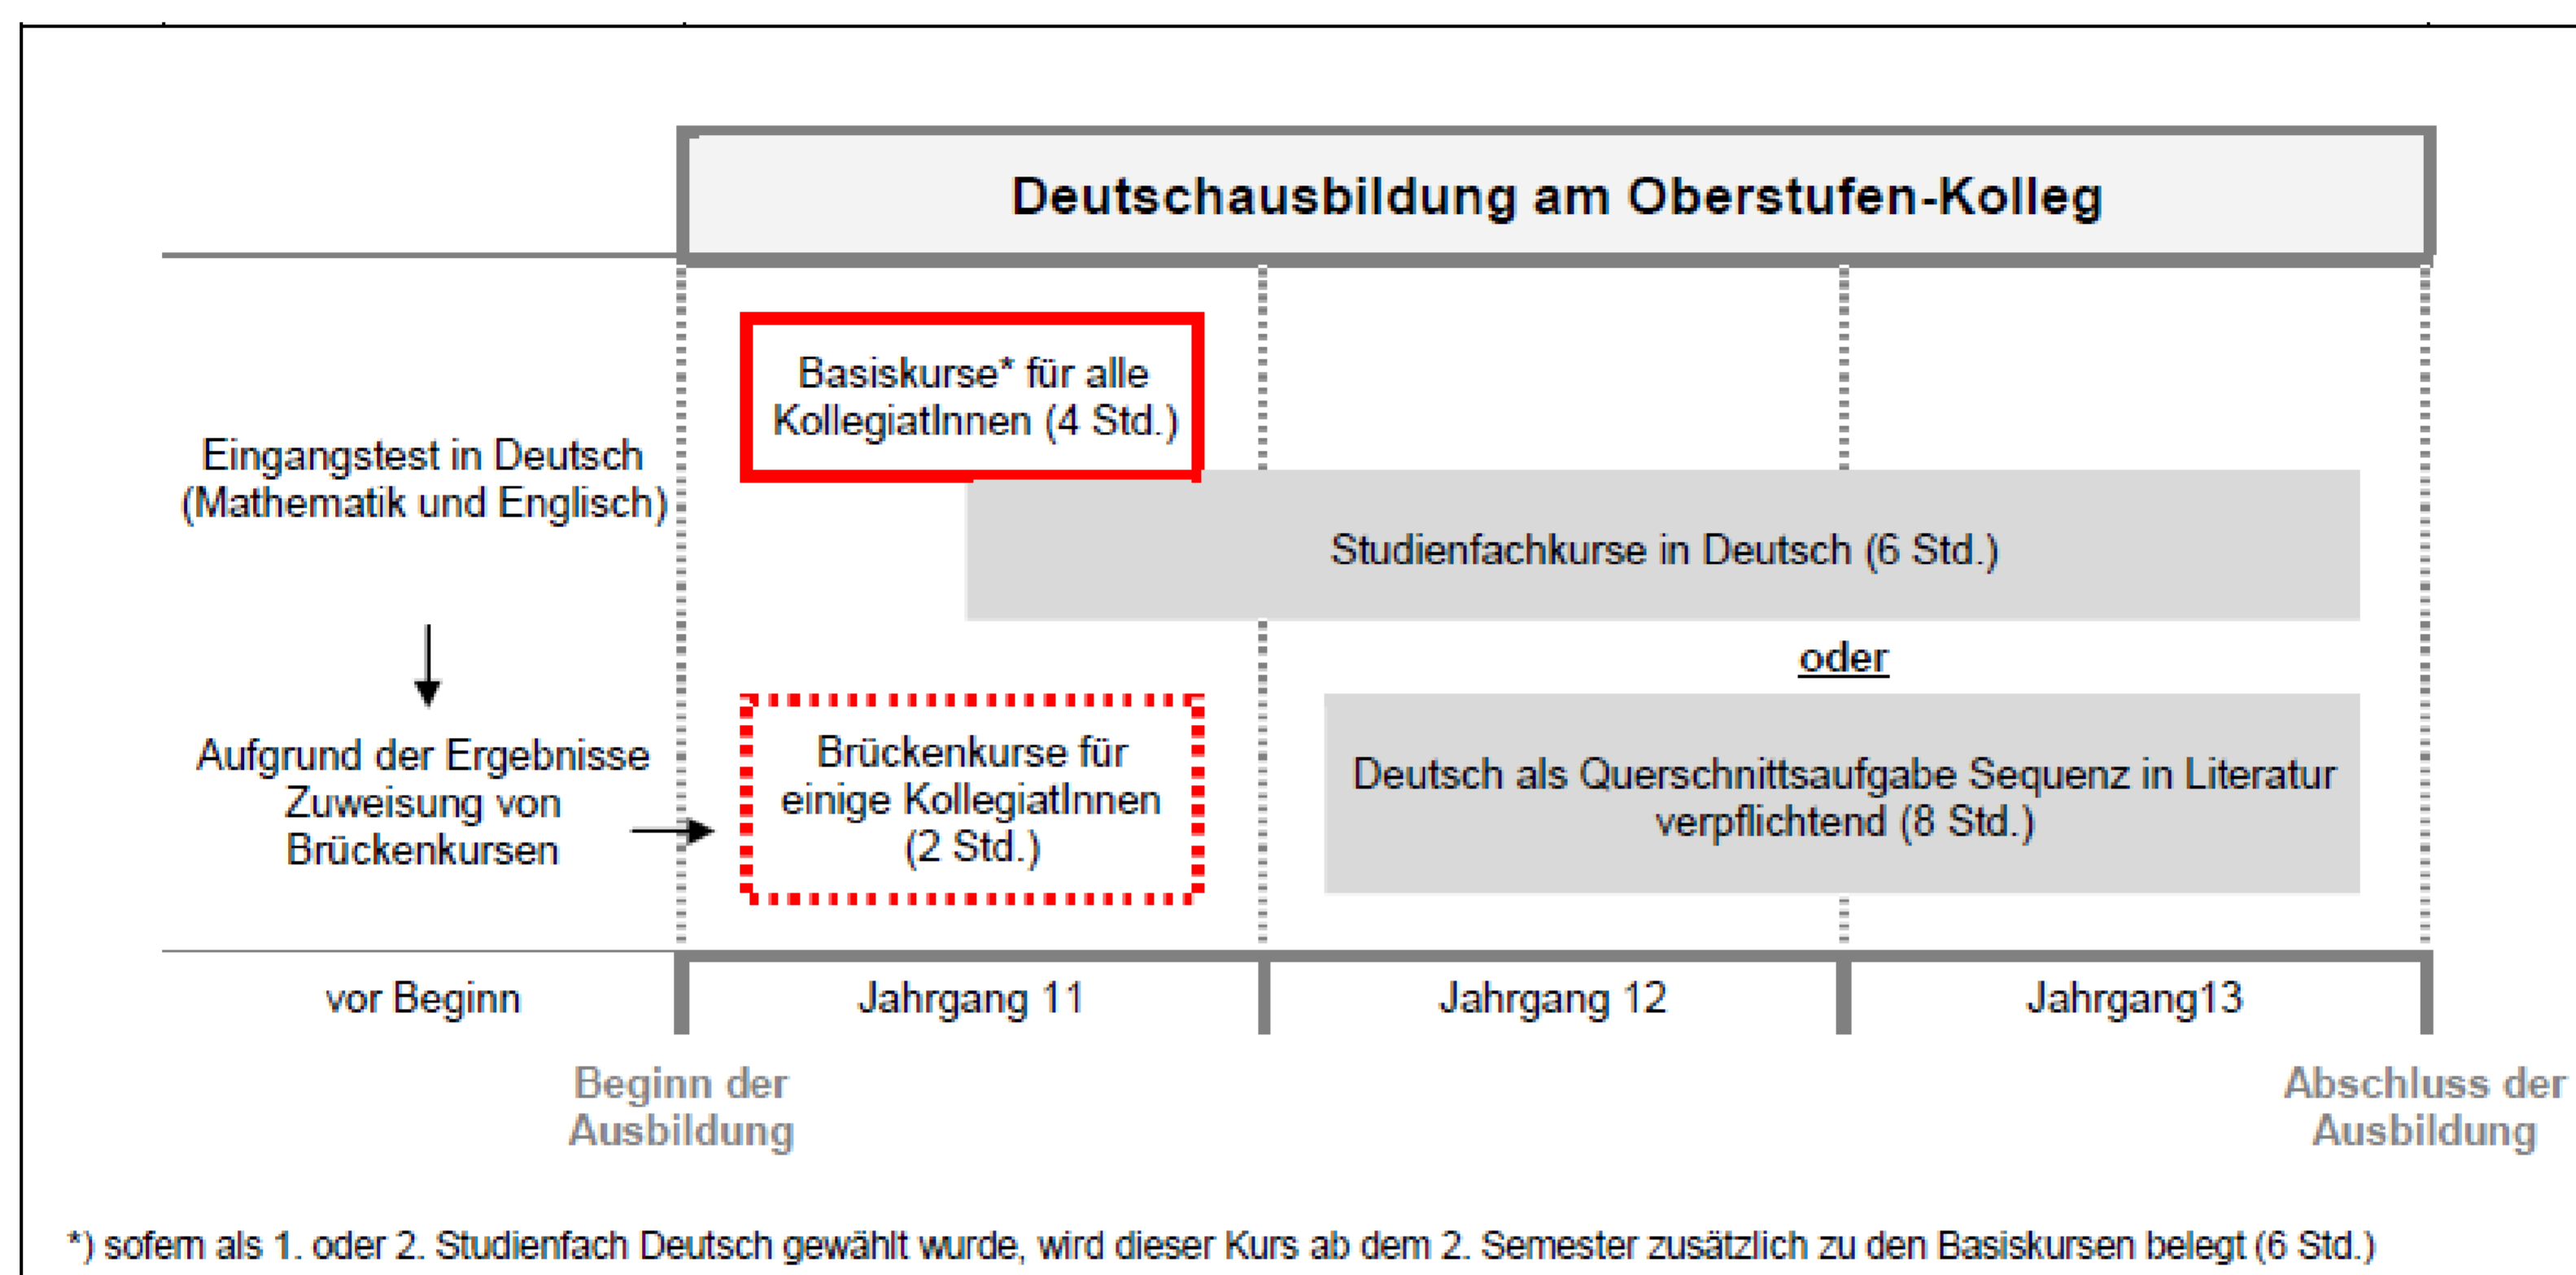 Deutschausbildung am Oberstufen-Kolleg
Eingangstest in Deutsch
(Mathematik und Englisch)
Aufgrund der Ergebnisse
Zuweisung von
Brückenkursen
Basiskurse* für alle
KollegiatInnen (4 Std.)
Studienfachkurse in Deutsch (6 Std.)
oder
Brückenkurse für
einige KollegiatInnen
(2 Std.)
Deutsch als Querschnittsaufgabe Sequenz in Literatur
verpflichtend (8 Std.)
vor Beginn
Jahrgang 11
Jahrgang 12
Jahrgang13
Beginn der
Ausbildung
Abschluss der
Ausbildung
*) sofern als 1. oder 2. Studienfach Deutsch gewählt wurde, wird dieser Kurs ab dem 2. Semester zusätzlich zu den Basiskursen belegt (6 Std.)